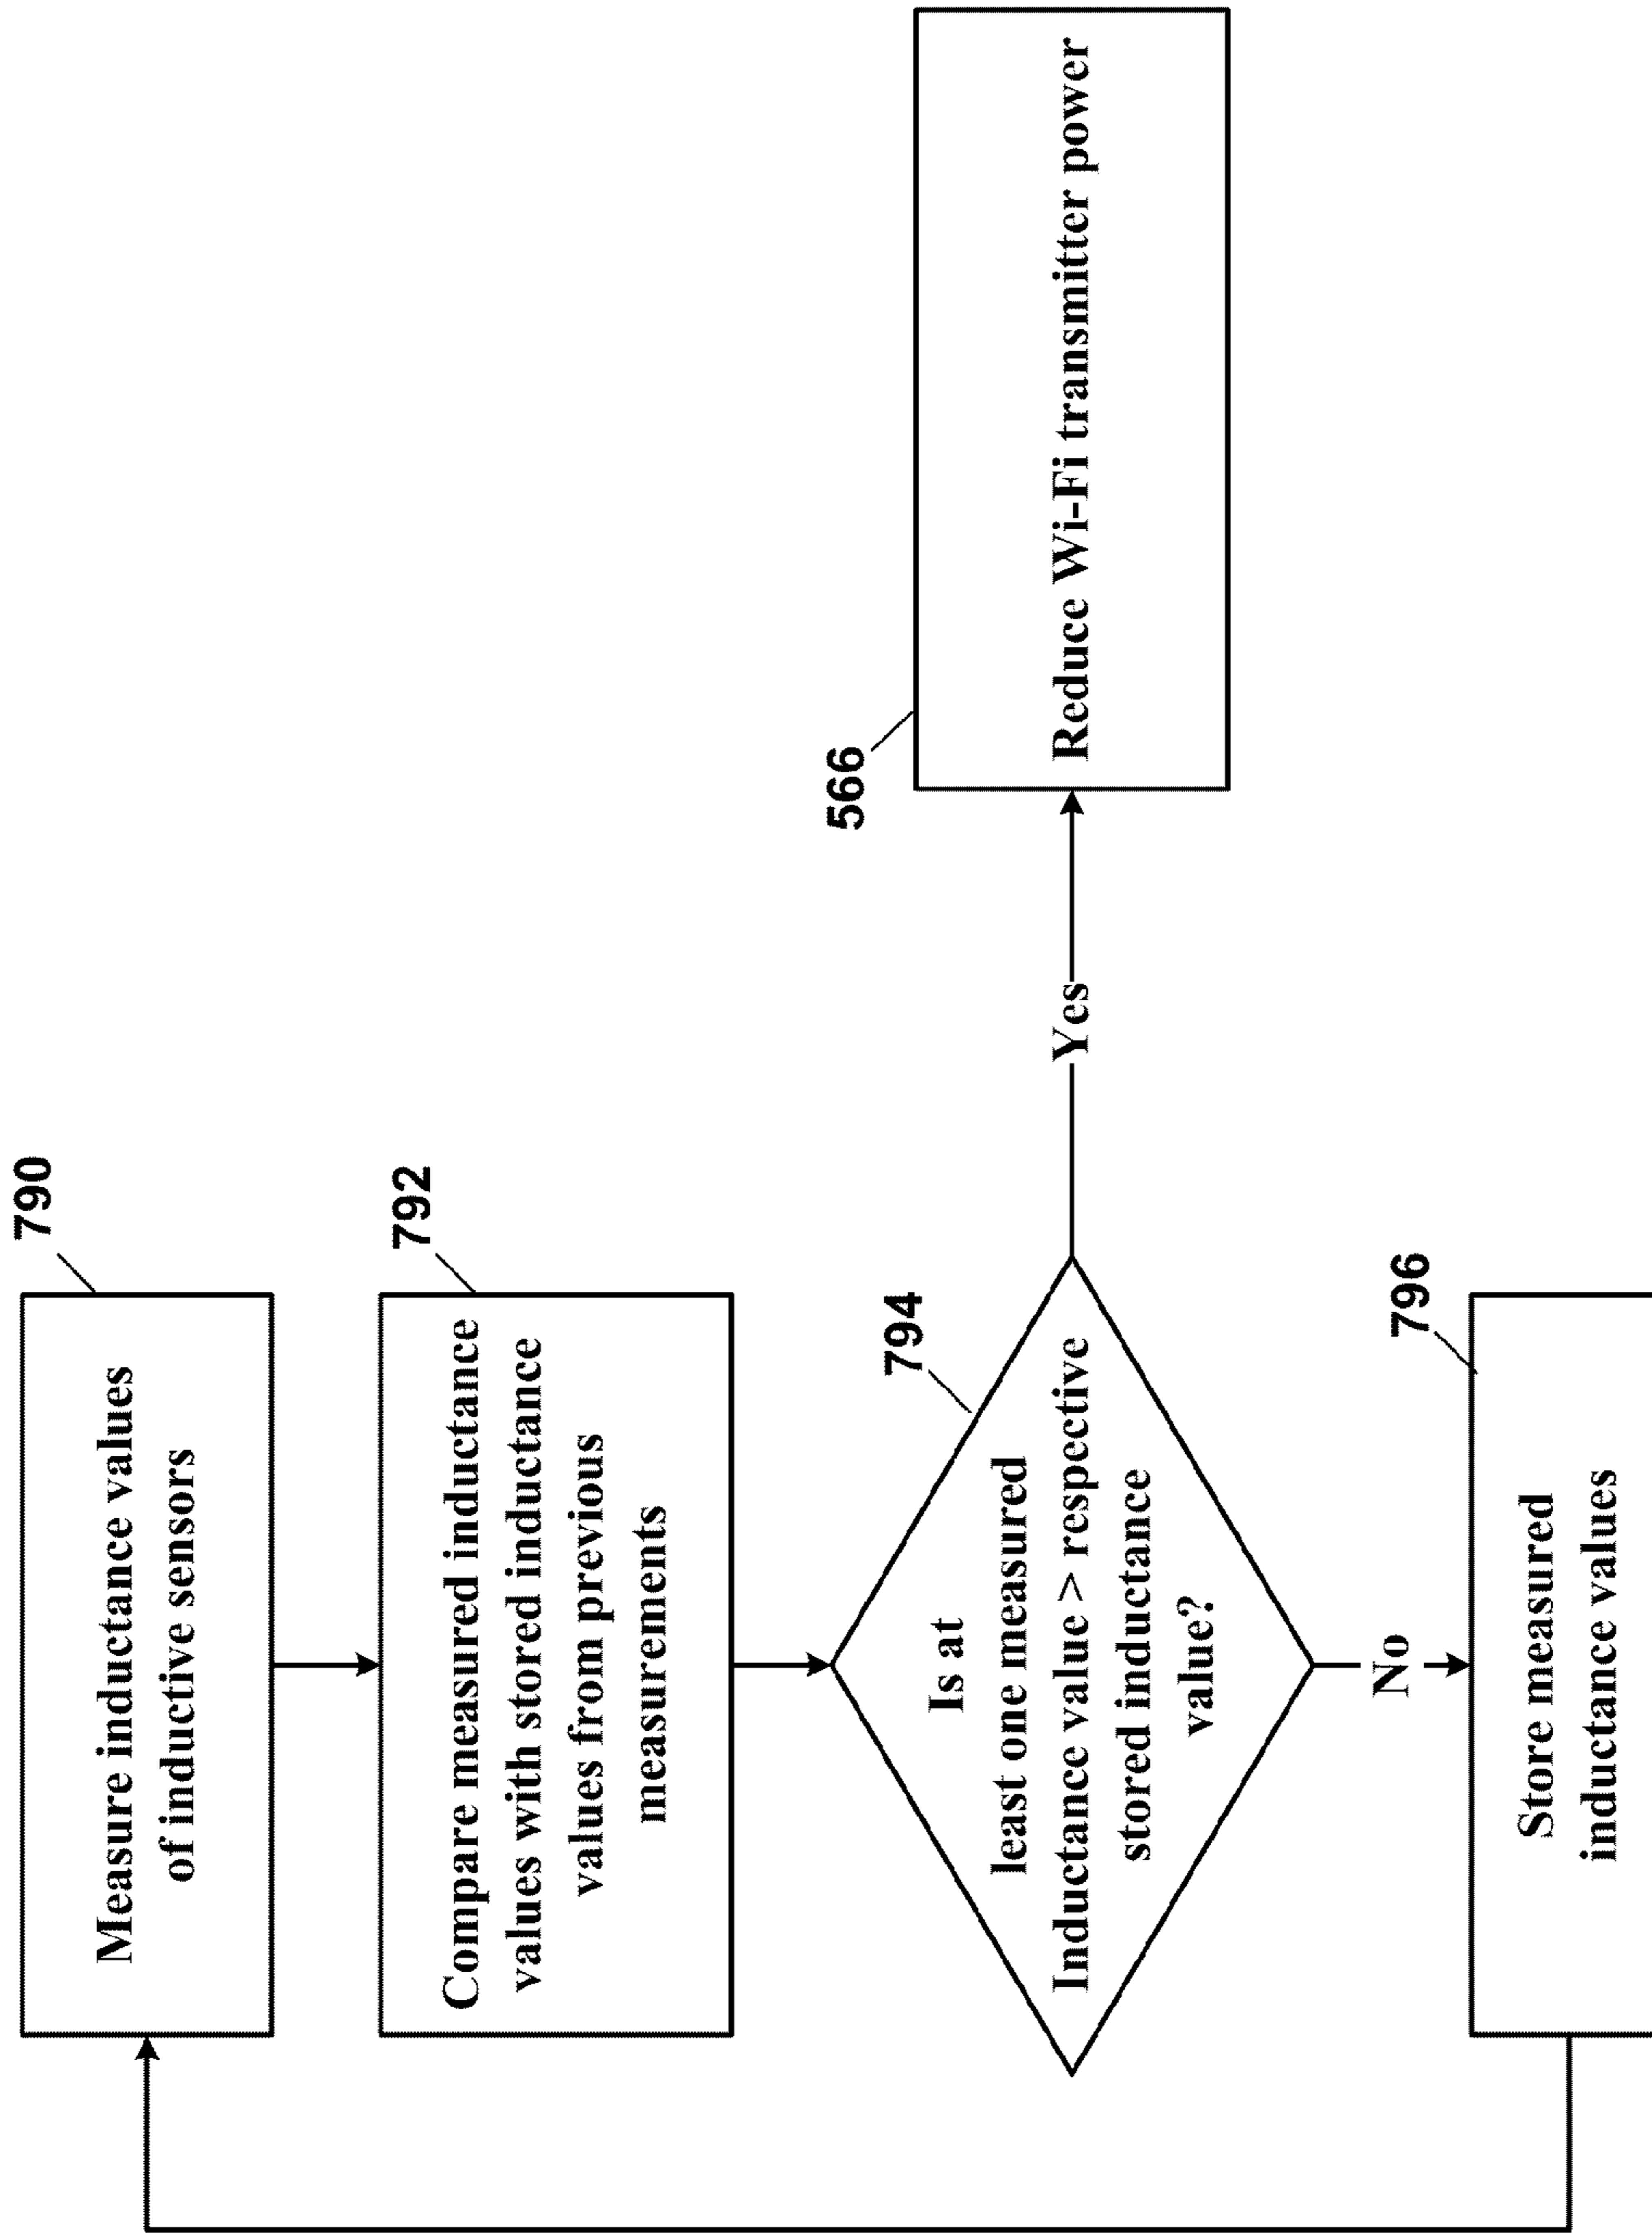 790
Measure inductance values
of inductive sensors
792
Compare measured inductance
values with stored inductance
values from previous
measurements
794
Is at
least one measured
Inductance value > respective
stored inductance
value?
Yes
566
Reduce Wi-Fi transmitter power
No
796
Store measured
inductance values